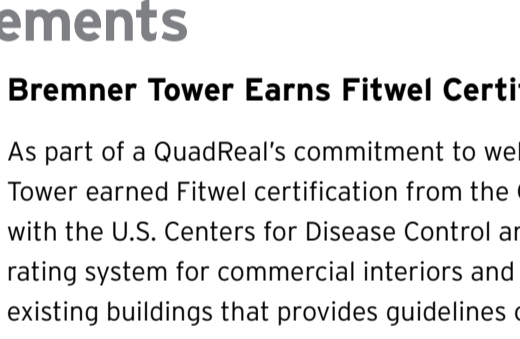 ements
Bremner Tower Earns Fitwel Certi
As part of a QuadReal's commitment to wel
Tower earned Fitwel certification from the
with the U.S. Centers for Disease Control an
rating system for commercial interiors and
existing buildings that provides guidelines